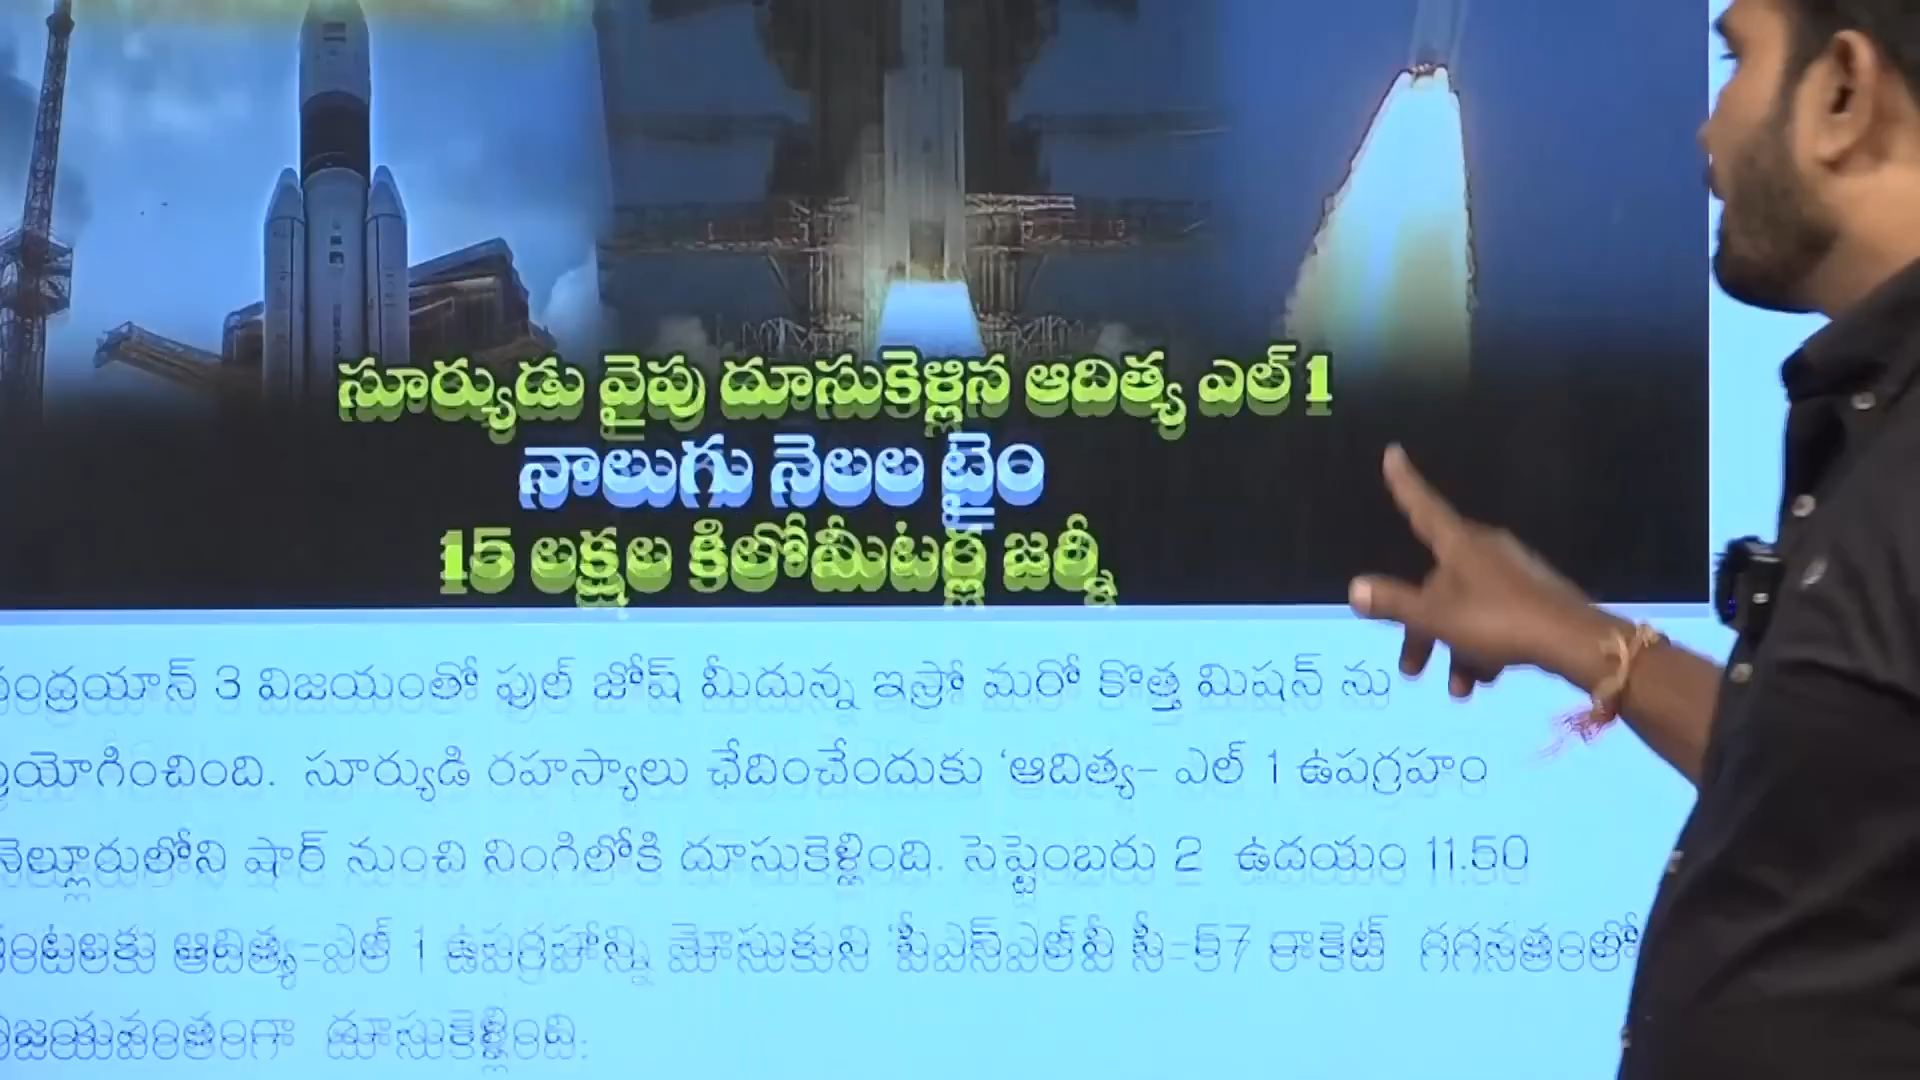 సూర్యుడు వైపు దూసుకెళ్లిన ఆదిత్య ఎల్ 1
నాలుగు నెలల టైం
15 లక్షల కిలోమీటర్ల జర్నీ
చంద్రయాన్ 3 విజయంతో ఫుల్ జోష్ మీదున్న ఇస్రో మరో కొత్త మిషన్ ను
ప్రయోగించింది. సూర్యుడి రహస్యాలు ఛేదించేందుకు 'ఆదిత్య- ఎల్ 1 ఉపగ్రహం
నెల్లూరులోని షార్ నుంచి నింగిలోకి దూసుకెళ్లింది. సెప్టెంబరు 2 ఉదయం 11.50
గంటలకు ఆదిత్య-ఎల్ 1 ఉపగ్రహాన్ని మోసుకుని 'పీఎస్ఎల్‌వీ సీ-57 రాకెట్ గగనతలంలో
విజయవంతంగా దూసుకెళ్లింది.